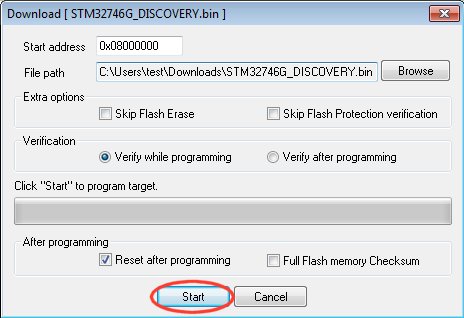 Download [ STM32746G_DISCOVERY.bin ]
Start address 0x08000000
File path C:\Users\test\Downloads\STM32746G_DISCOVERY.bin Browse
Extra options
Skip Flash Erase Skip Flash Protection verification
Verification
Verify while programming Verify after programming
Click "Start" to program target.
After programming
Reset after programming Full Flash memory Checksum
Start Cancel